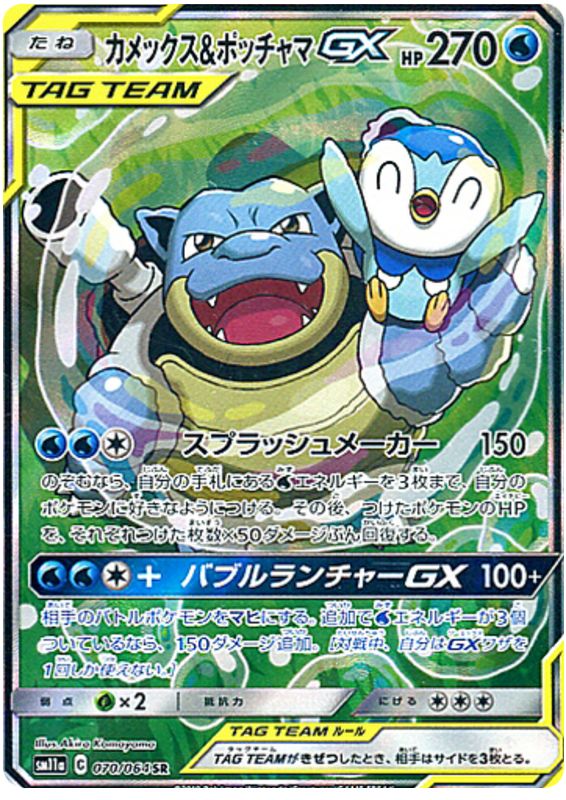 たね カメックス&ポッチャマGX HP270
TAG TEAM
スプラッシュメーカー 150
のぞむなら、自分の手札にあるエネルギーを3枚まで、自分の
ポケモンに好きなようにつける。その後、つけたポケモンのHP
を、それぞれつけた枚数×50ダメージぶん回復する。
+ バブルランチャーGX 100+
相手のバトルポケモンをマヒにする。追加でエネルギーが3個
ついているなら、150ダメージ追加。[対戦中、自分はGXワザを
1回しか使えない。]
弱点 ×2 抵抗力 にげる
Illus. Akira Komayama
TAG TEAM ルール
sm11a C 070/064 SR
TAG TEAMがきぜつしたとき、相手はサイドを3枚とる。